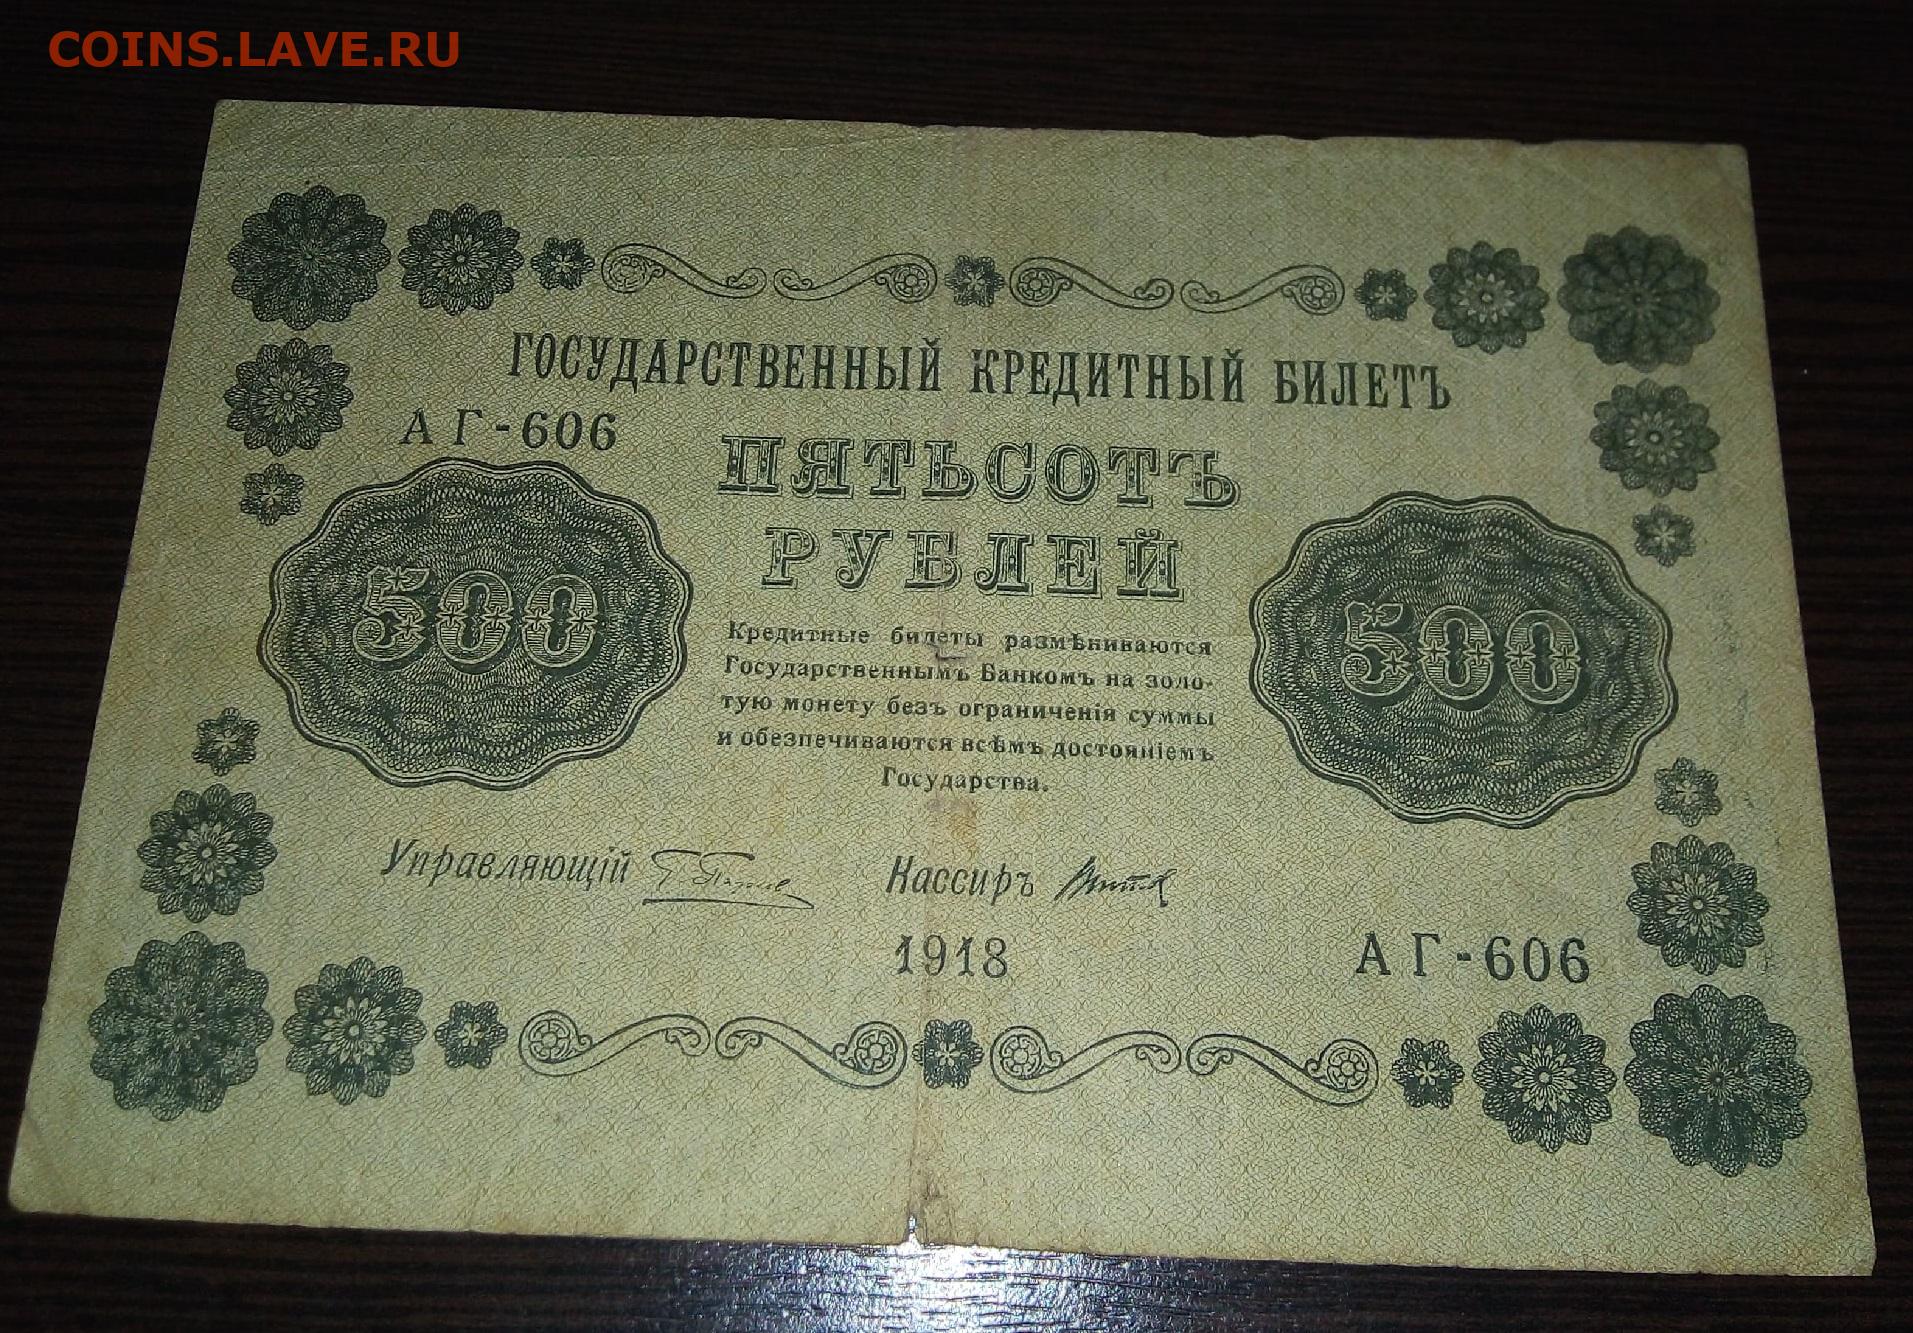 COINS.LAVE.RU
ГОСУДАРСТВЕННЫЙ КРЕДИТНЫЙ БИЛЕТЪ
АГ-606
ПЯТЬСОТЪ
РУБЛЕЙ
500
500
Кредитные билеты размѣниваются
Государственнымъ Банкомъ на золо-
тую монету безъ ограниченія суммы
и обезпечиваются всѣмъ достояніемъ
Государства.
Управляющій
Кассиръ
1918
АГ-606